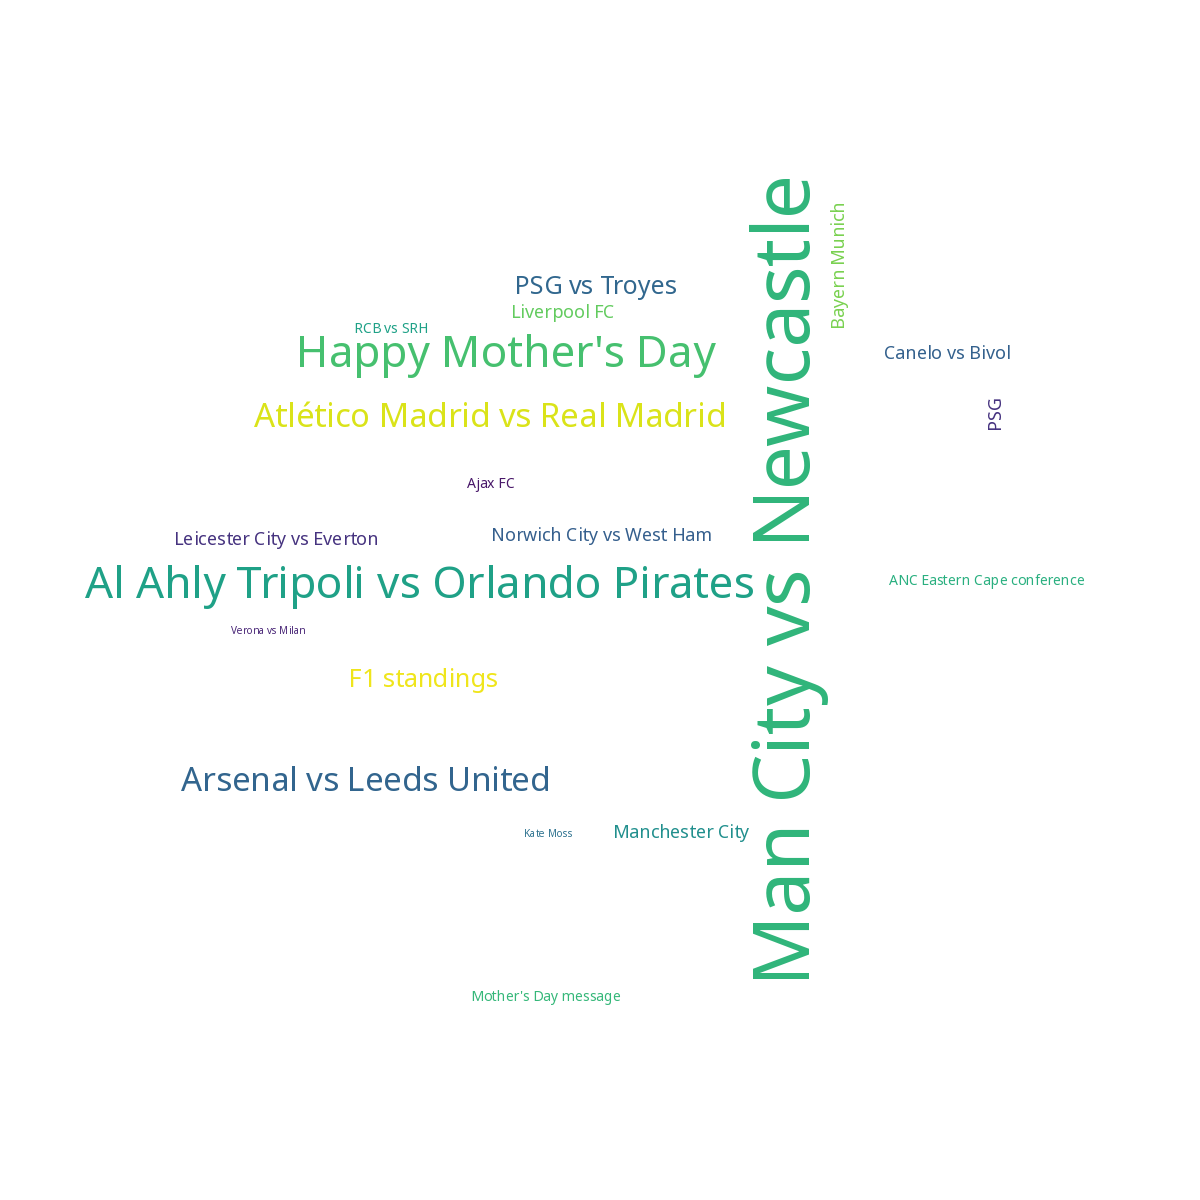 Man City vs Newcastle
Bayern Munich
PSG vs Troyes
Liverpool FC
RCB vs SRH
Happy Mother's Day
Canelo vs Bivol
Atlético Madrid vs Real Madrid
PSG
Ajax FC
Leicester City vs Everton
Norwich City vs West Ham
Al Ahly Tripoli vs Orlando Pirates
ANC Eastern Cape conference
Verona vs Milan
F1 standings
Arsenal vs Leeds United
Kate Moss
Manchester City
Mother's Day message